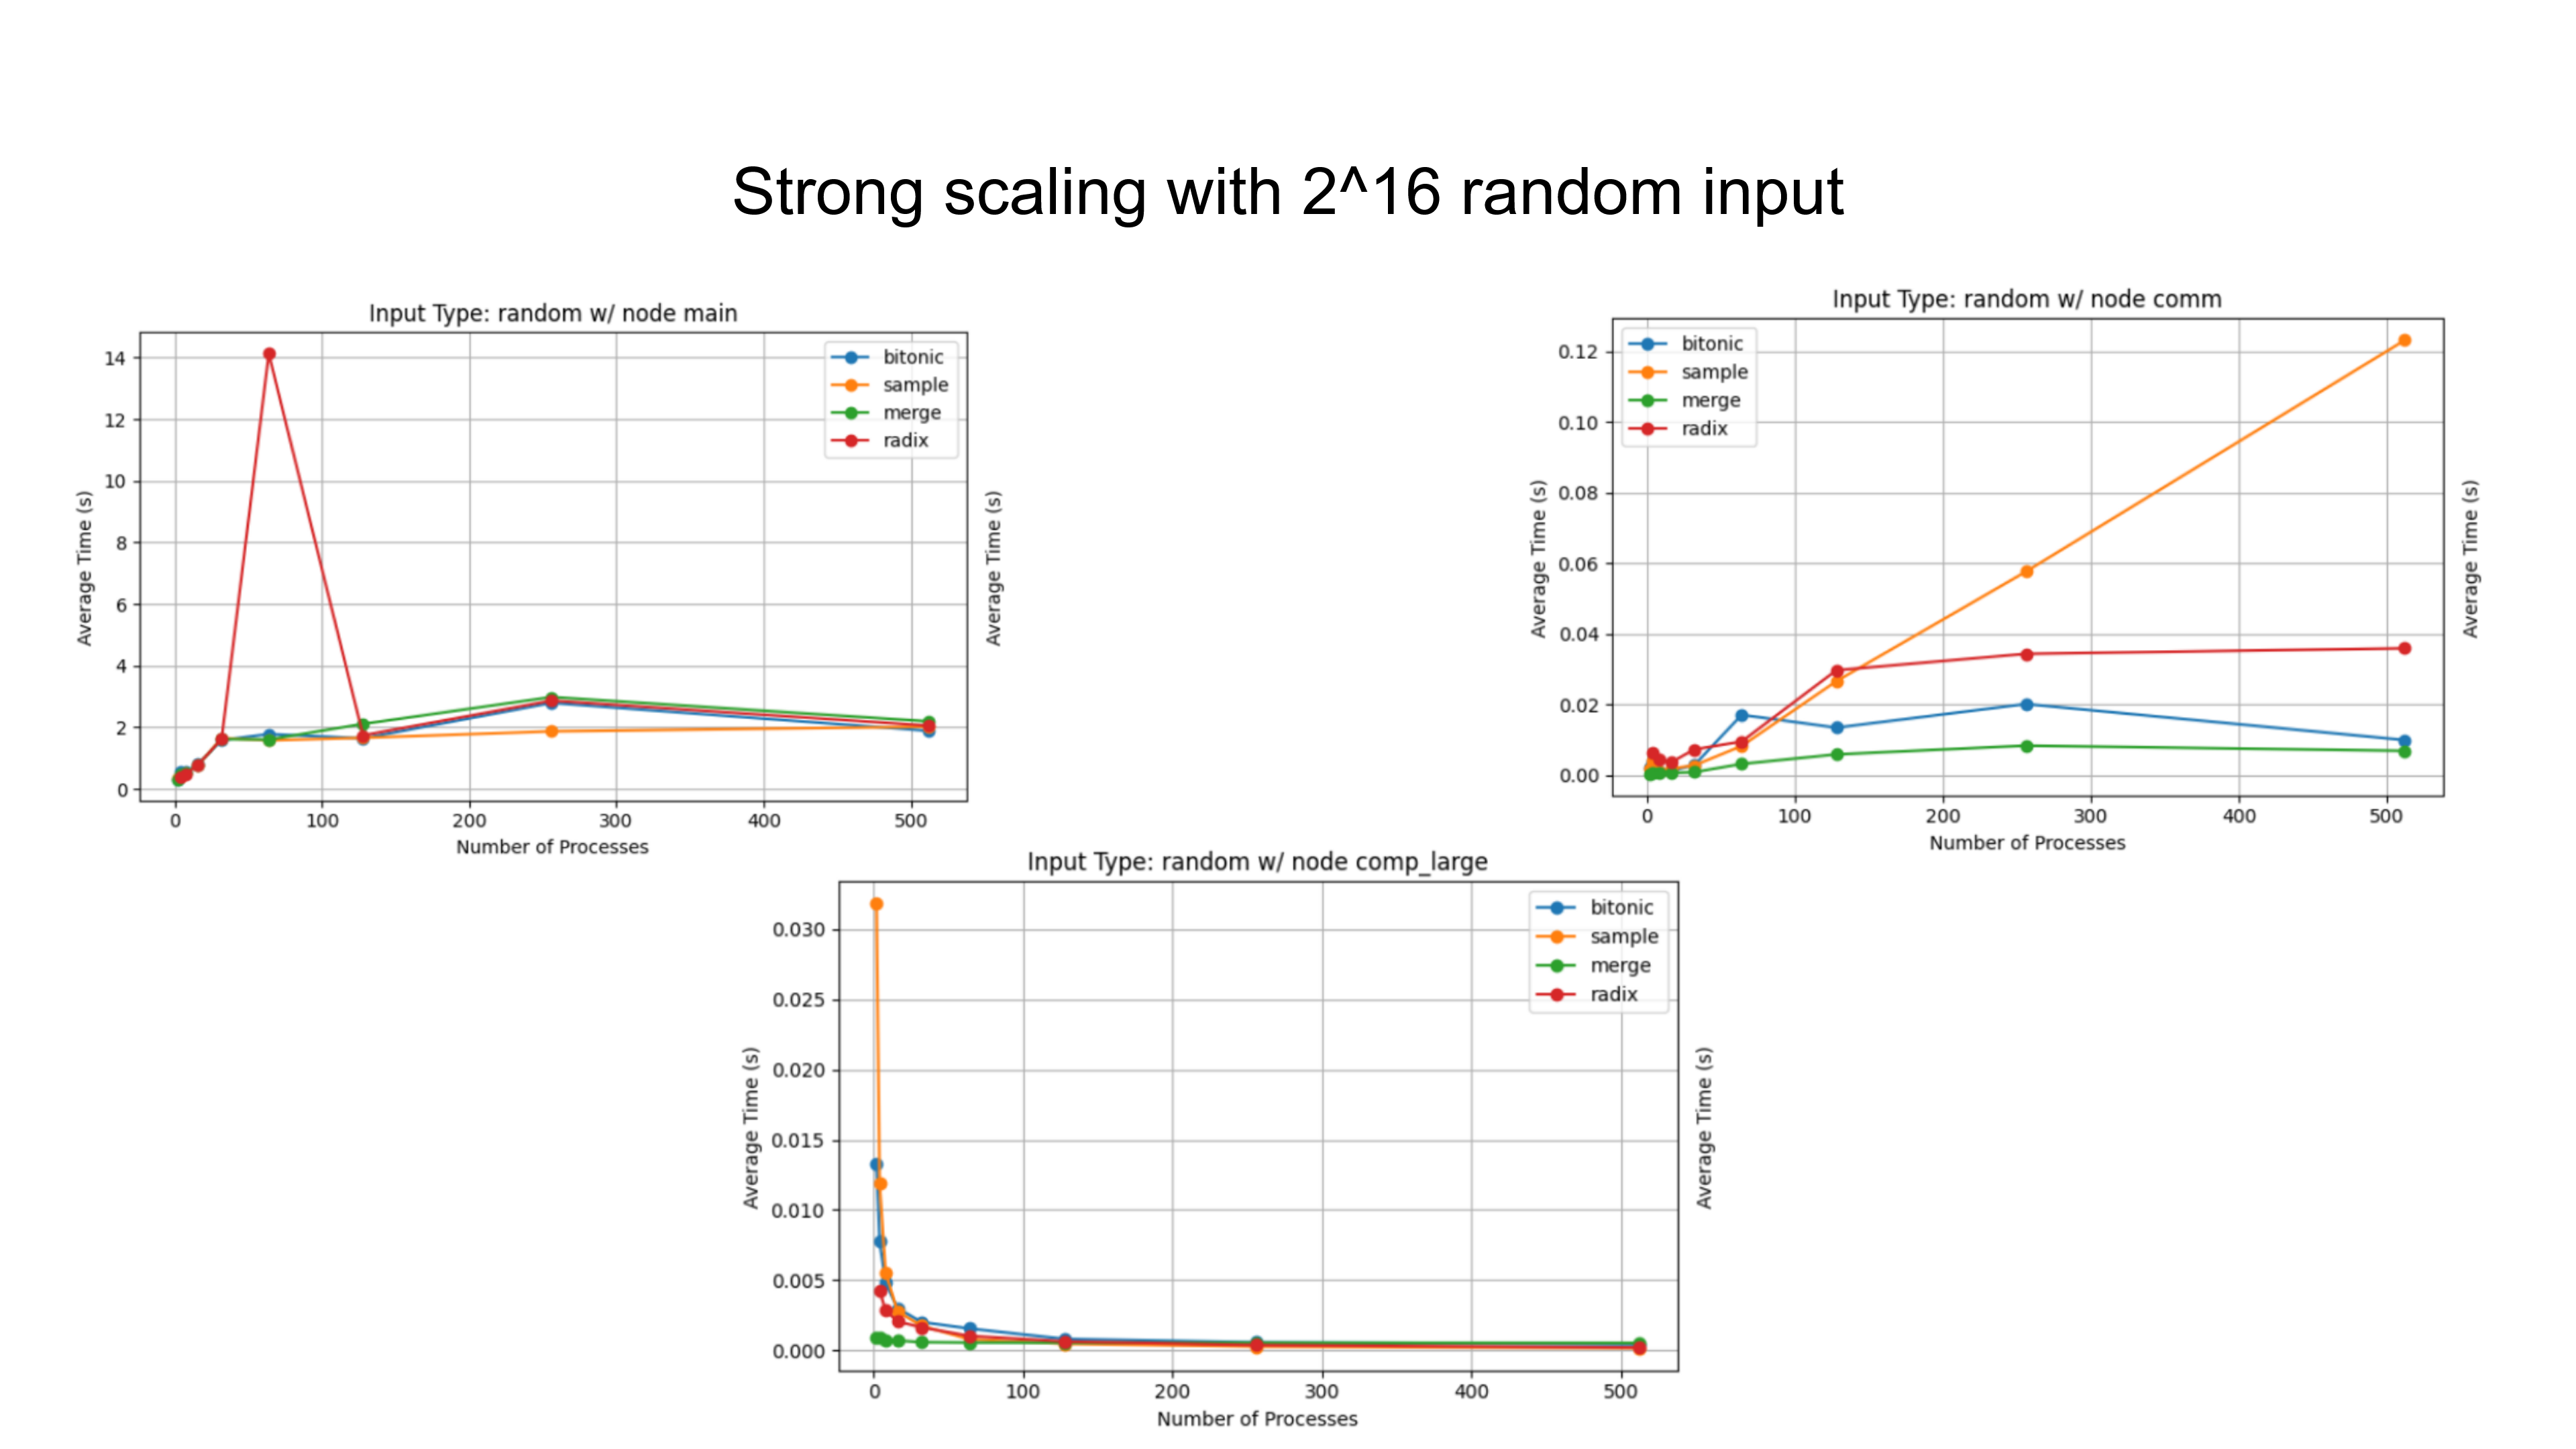 Strong scaling with 2^16 random input
Input Type: random w/ node main
Average Time (s)
14
12
10
8
6
4
2
0
bitonic
sample
merge
radix
0 100 200 300 400 500
Number of Processes
Average Time (s)
Input Type: random w/ node comm
Average Time (s)
0.12
0.10
0.08
0.06
0.04
0.02
0.00
bitonic
sample
merge
radix
0 100 200 300 400 500
Number of Processes
Average Time (s)
Input Type: random w/ node comp_large
Average Time (s)
0.030
0.025
0.020
0.015
0.010
0.005
0.000
bitonic
sample
merge
radix
0 100 200 300 400 500
Number of Processes
Average Time (s)